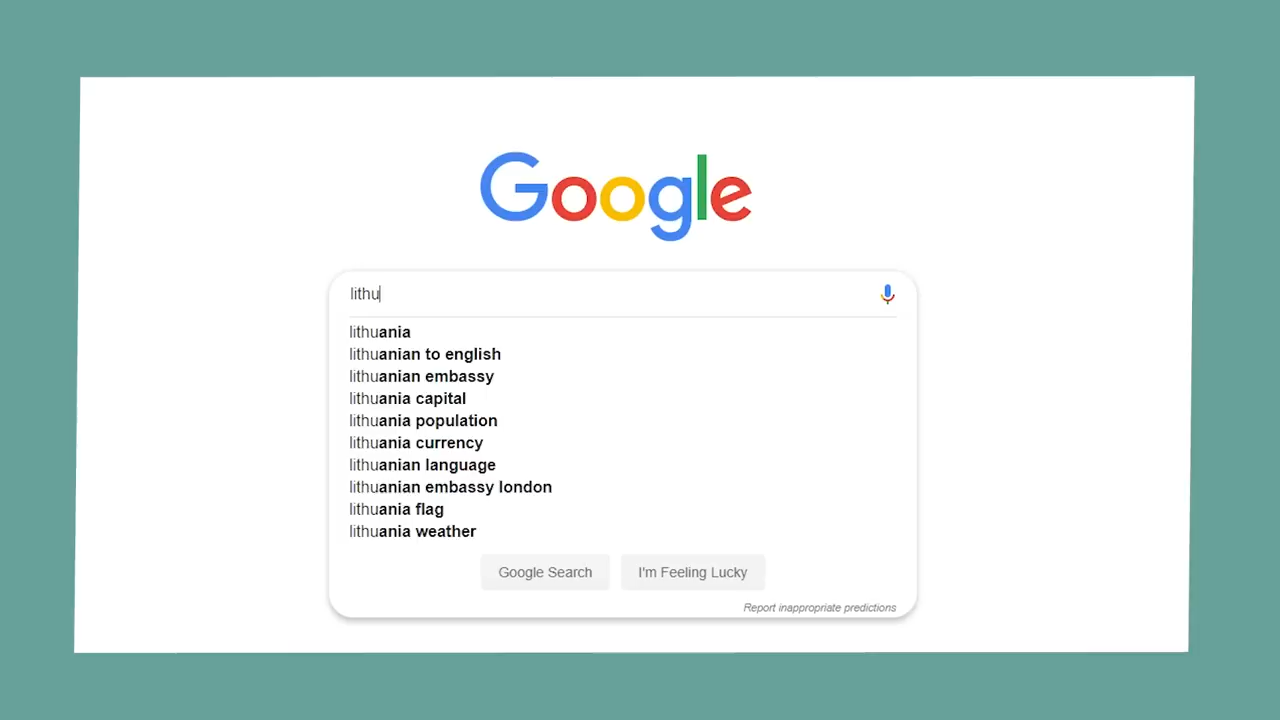 Google
lithu
lithuania
lithuanian to english
lithuanian embassy
lithuania capital
lithuania population
lithuania currency
lithuanian language
lithuanian embassy london
lithuania flag
lithuania weather
Google Search I'm Feeling Lucky
Report inappropriate predictions